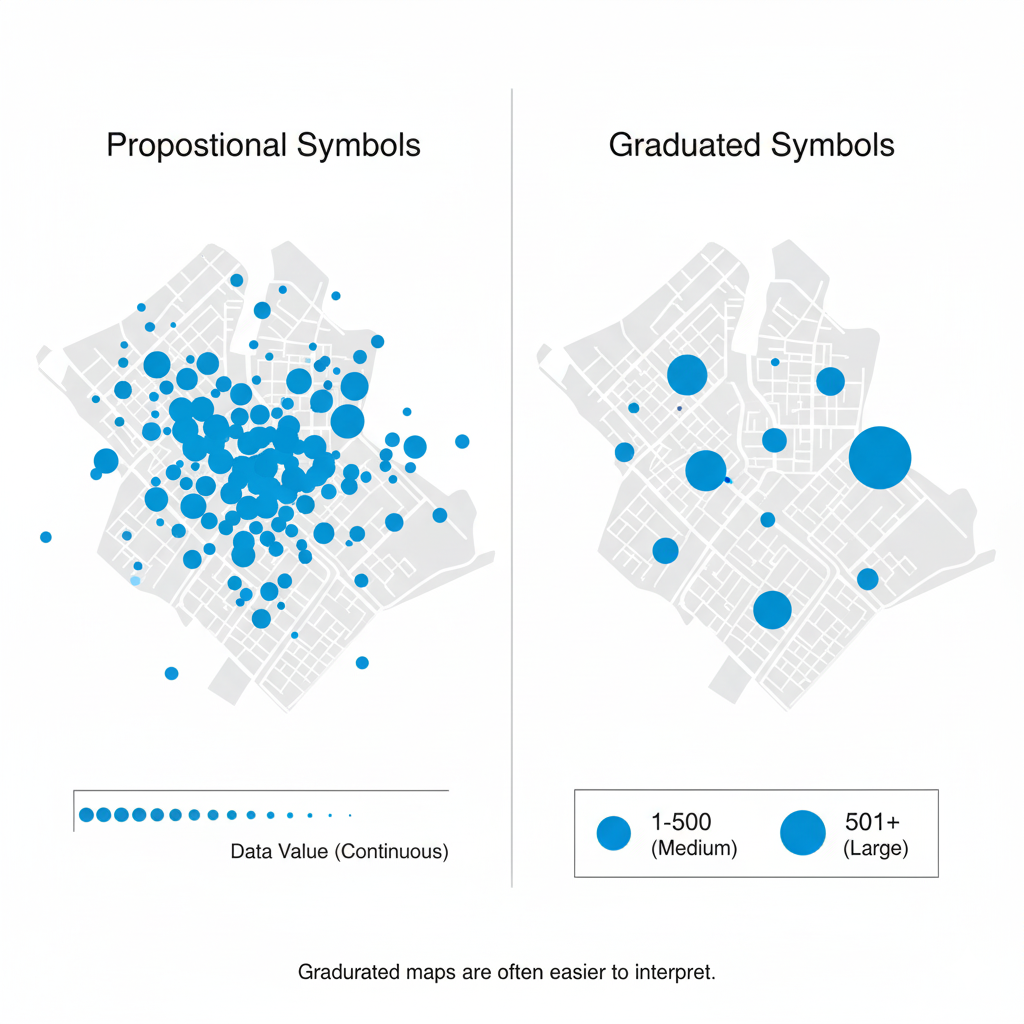 Propostional Symbols
Graduated Symbols
Data Value (Continuous)
1-500
(Medium)
501+
(Large)
Gradurated maps are often easier to interpret.